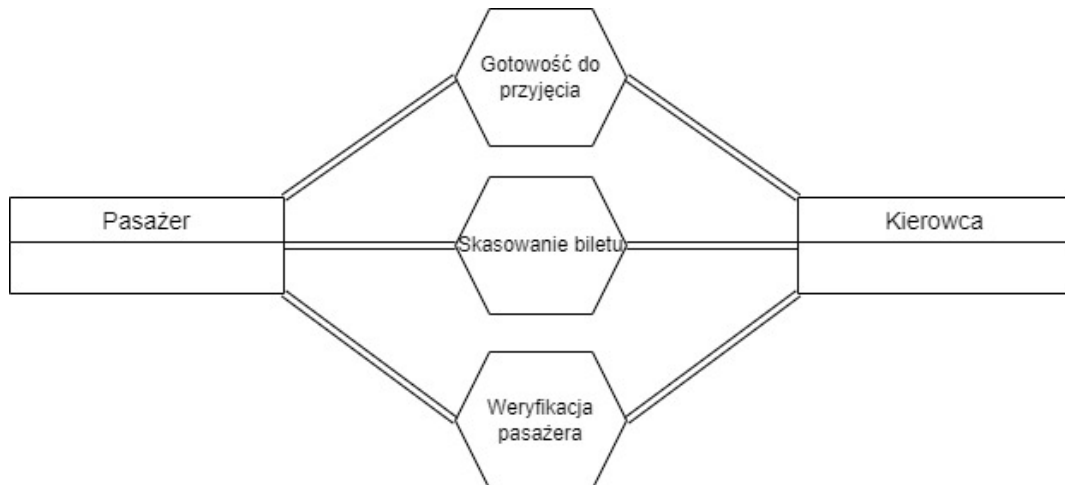 Gotowość do
przyjęcia
Pasażer
Kierowca
Skasowanie biletu
Weryfikacja
pasażera